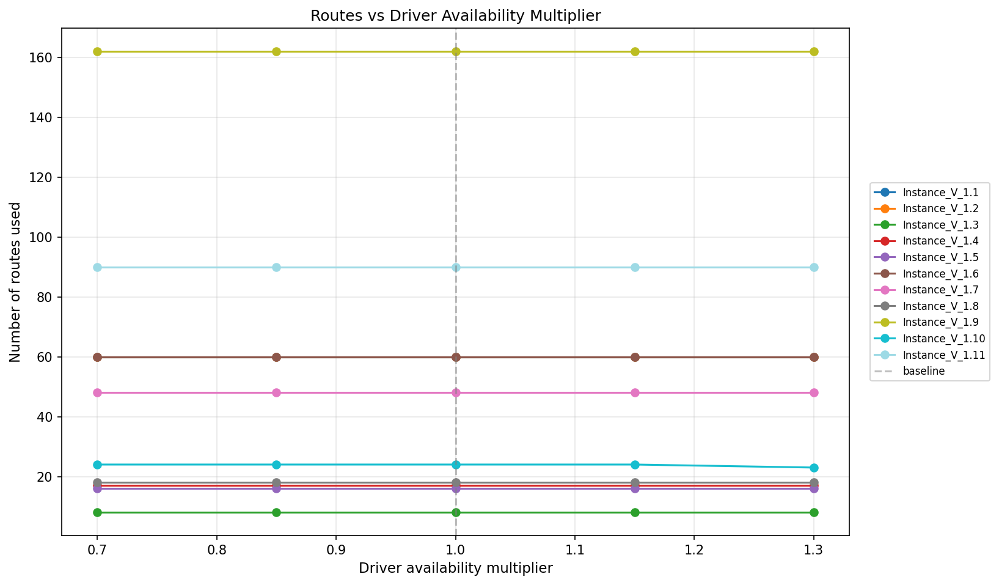 Routes vs Driver Availability Multiplier
Number of routes used
160
140
120
100
80
60
40
20
0.7 0.8 0.9 1.0 1.1 1.2 1.3
Driver availability multiplier
Instance_V_1.1
Instance_V_1.2
Instance_V_1.3
Instance_V_1.4
Instance_V_1.5
Instance_V_1.6
Instance_V_1.7
Instance_V_1.8
Instance_V_1.9
Instance_V_1.10
Instance_V_1.11
baseline